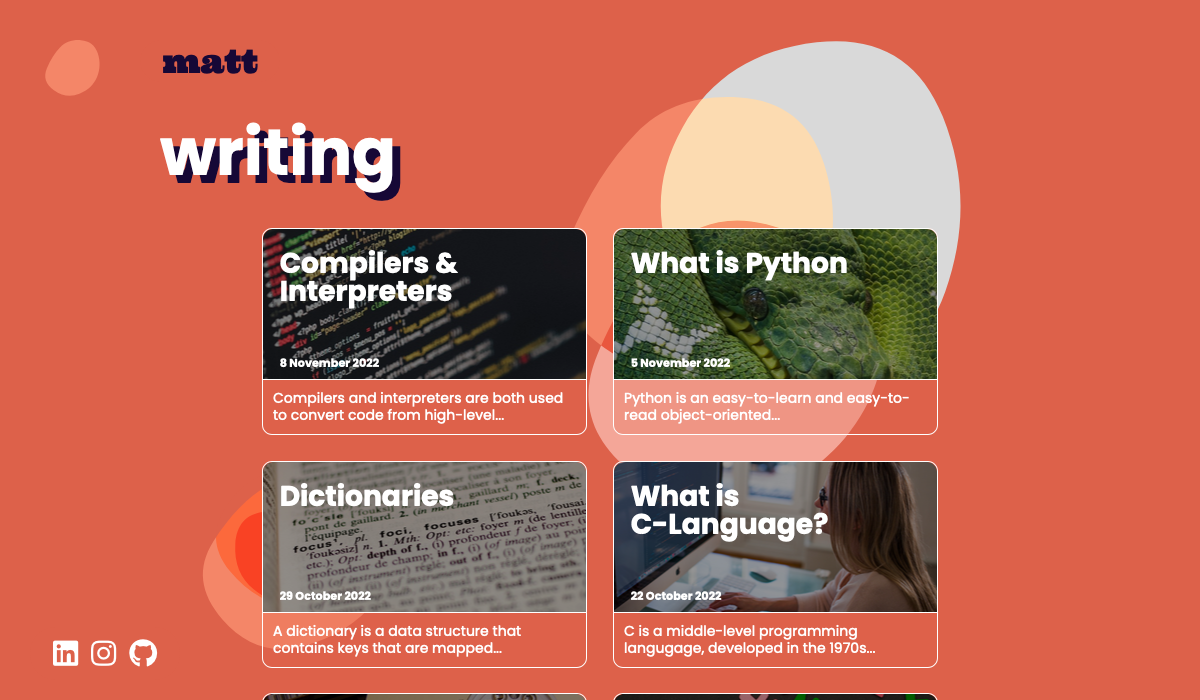 matt
writing
Compilers &
Interpreters
8 November 2022
Compilers and interpreters are both used
to convert code from high-level...
What is Python
5 November 2022
Python is an easy-to-learn and easy-to-
read object-oriented...
Dictionaries
29 October 2022
A dictionary is a data structure that
contains keys that are mapped...
What is
C-Language?
22 October 2022
C is a middle-level programming
langugage, developed in the 1970s...